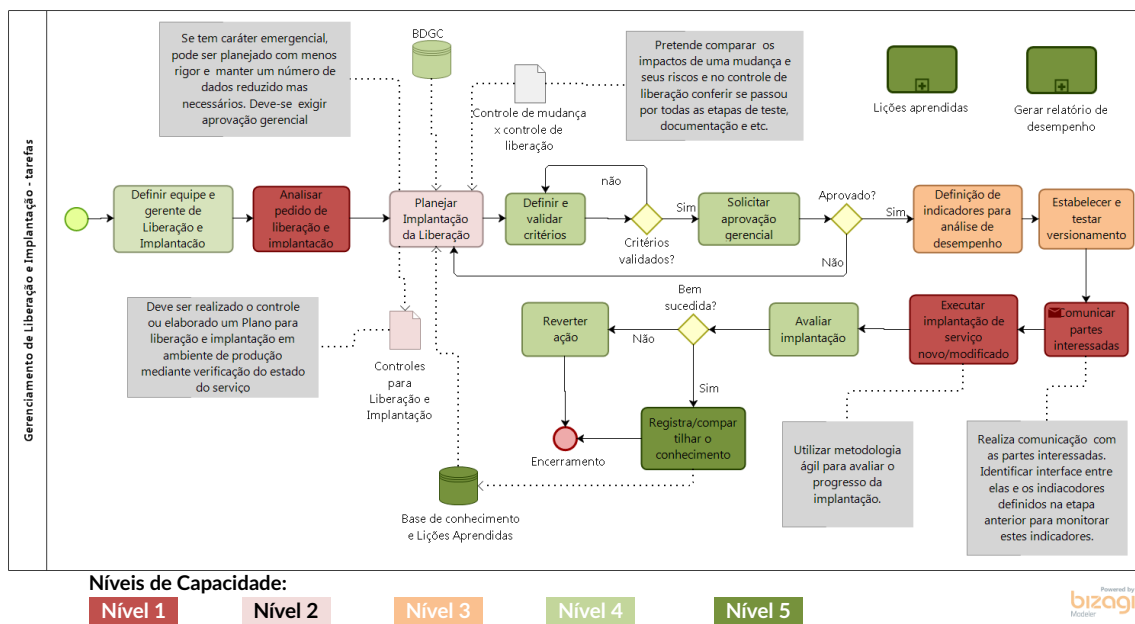 Gerenciamento de Liberação e Implantação - tarefas
Se tem caráter emergencial,
pode ser planejado com menos
rigor e manter um número de
dados reduzido mas
necessários. Deve-se exigir
aprovação gerencial
BDGC
Controle de mudança
x controle de
liberação
Pretende comparar os
impactos de uma mudança e
seus riscos e no controle de
liberação conferir se passou
por todas as etapas de teste,
documentação e etc.
Lições aprendidas
Gerar relatório de
desempenho
Definir equipe e
gerente de
Liberação e
Implantacão
Analisar
pedido de
liberação e
implantacão
Planejar
Implantação
da Liberação
Definir e
validar
critérios
não
Critérios
validados?
Sim
Solicitar
aprovação
gerencial
Aprovado?
Sim
Não
Definição de
indicadores para
análise de
desempenho
Estabelecer e
testar
versionamento
Deve ser realizado o controle
ou elaborado um Plano para
liberação e implantação em
ambiente de produção
mediante verificação do estado
do serviço
Controles
para
Liberação e
Implantação
Reverter
ação
Bem
sucedida?
Não
Sim
Avaliar
implantação
Executar
implantação de
serviço
novo/modificado
Comunicar
partes
interessadas
Encerramento
Registra/compar
tilhar o
conhecimento
Base de conhecimento
e Lições Aprendidas
Utilizar metodologia
ágil para avaliar o
progresso da
implantação.
Realiza comunicação com
as partes interessadas.
Identificar interface entre
elas e os indiacodores
definidos na etapa
anterior para monitorar
estes indicadores.
Níveis de Capacidade:
Nível 1
Nível 2
Nível 3
Nível 4
Nível 5
Powered by
bizagi
Modeler